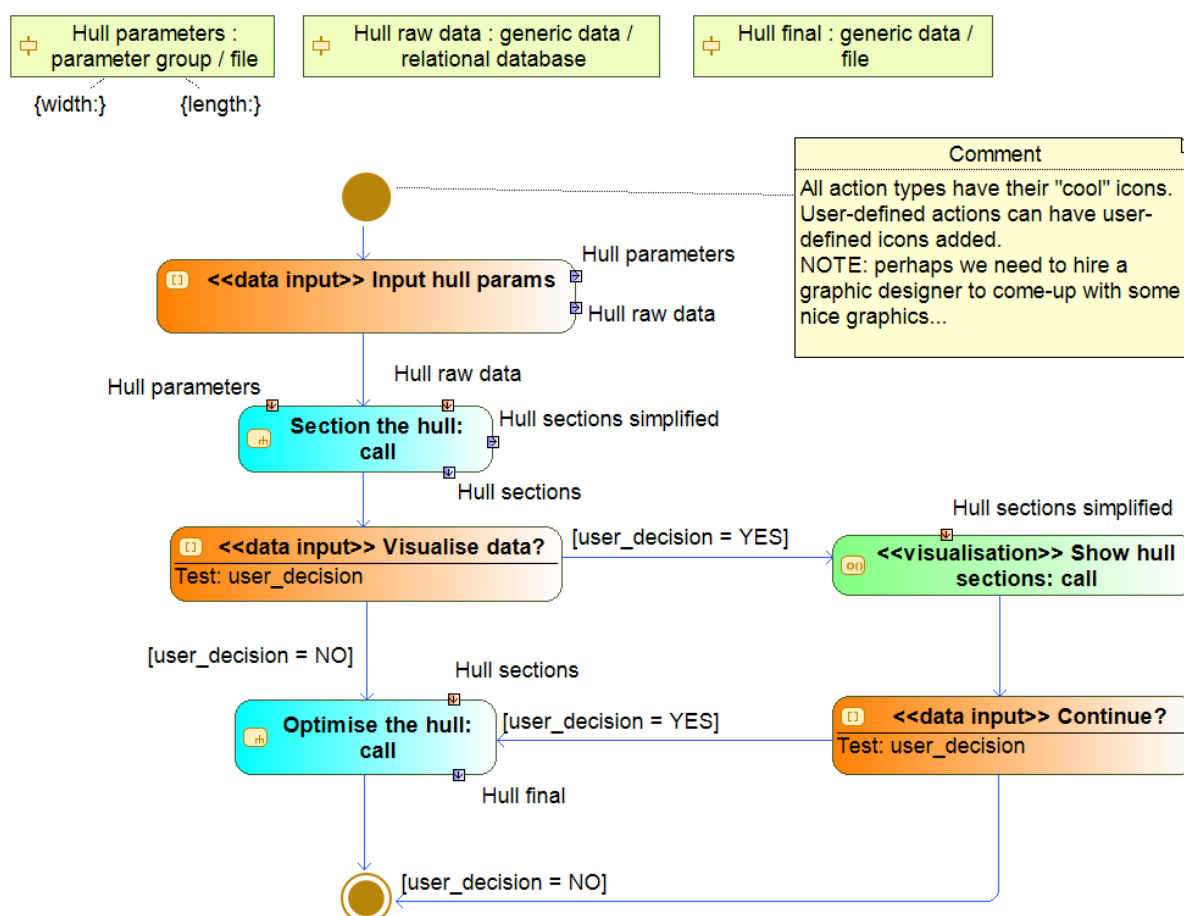 Hull parameters :
parameter group / file
Hull raw data : generic data /
relational database
Hull final : generic data /
file
{width:}
{length:}
Comment
All action types have their "cool" icons.
User-defined actions can have user-
defined icons added.
NOTE: perhaps we need to hire a
graphic designer to come-up with some
nice graphics...
<<data input>> Input hull params
Hull parameters
Hull raw data
Hull parameters
Hull raw data
Section the hull:
call
Hull sections simplified
Hull sections
<<data input>> Visualise data?
Test: user_decision
[user_decision = YES]
Hull sections simplified
<<visualisation>> Show hull
sections: call
[user_decision = NO]
Hull sections
Optimise the hull:
call
[user_decision = YES]
<<data input>> Continue?
Test: user_decision
Hull final
[user_decision = NO]